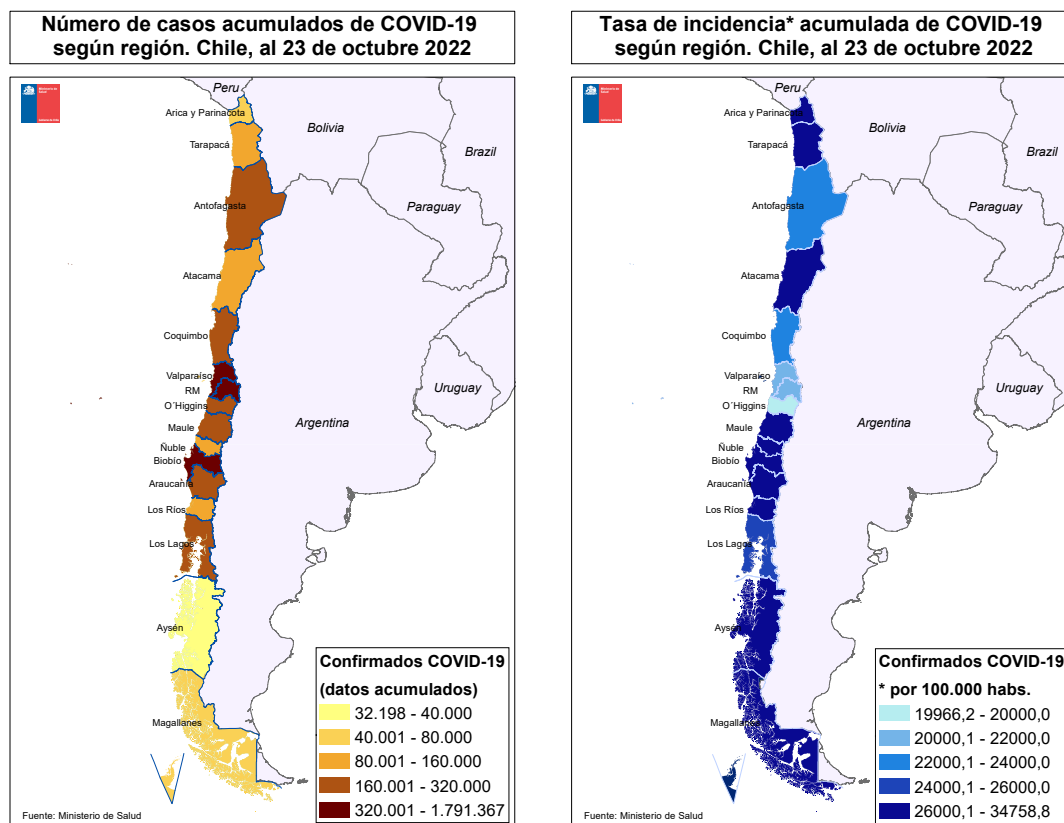 Número de casos acumulados de COVID-19
según región. Chile, al 23 de octubre 2022
Peru
Arica y Parinacota
Bolivia
Tarapacá
Brazil
Antofagasta
Paraguay
Atacama
Coquimbo
Valparaíso
RM
Uruguay
O´Higgins
Argentina
Maule
Ñuble
Biobío
Araucanía
Los Ríos
Los Lagos
Aysén
Magallanes
Confirmados COVID-19
(datos acumulados)
32.198 - 40.000
40.001 - 80.000
80.001 - 160.000
160.001 - 320.000
320.001 - 1.791.367
Fuente: Ministerio de Salud
Tasa de incidencia* acumulada de COVID-19
según región. Chile, al 23 de octubre 2022
Peru
Arica y Parinacota
Bolivia
Tarapacá
Brazil
Antofagasta
Paraguay
Atacama
Coquimbo
Valparaíso
RM
Uruguay
O´Higgins
Argentina
Maule
Ñuble
Biobío
Araucanía
Los Ríos
Los Lagos
Aysén
Magallanes
Confirmados COVID-19
* por 100.000 habs.
19966,2 - 20000,0
20000,1 - 22000,0
22000,1 - 24000,0
24000,1 - 26000,0
26000,1 - 34758,8
Fuente: Ministerio de Salud